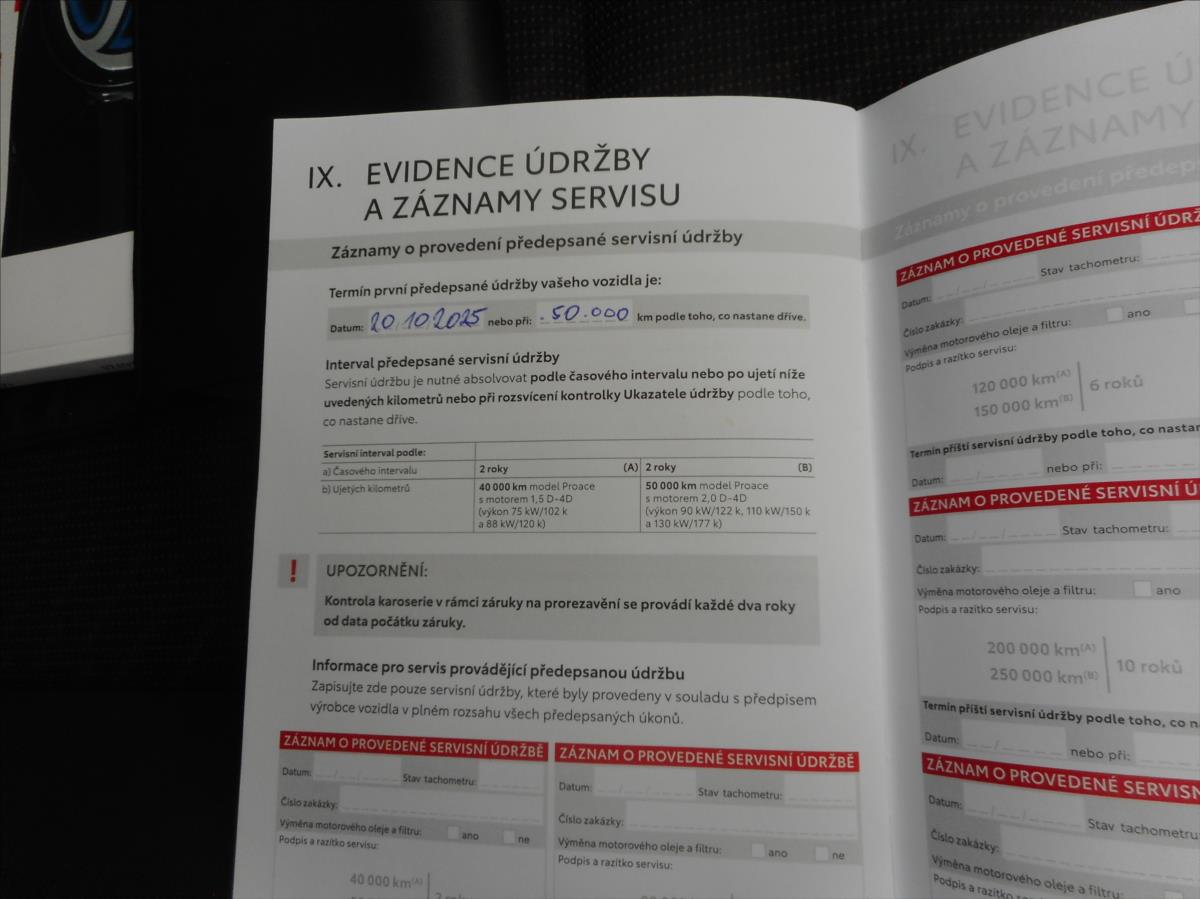 IX. EVIDENCE ÚDRŽBY
A ZÁZNAMY SERVISU
Záznamy o provedení předepsané servisní údržby
Termín první předepsané údržby vašeho vozidla je:
Datum: 20.10.2025 nebo při: 50.000 km podle toho, co nastane dříve.
Interval předepsané servisní údržby
Servisní údržbu je nutné absolvovat podle časového intervalu nebo po ujetí níže
uvedených kilometrů nebo při rozsvícení kontrolky Ukazatele údržby podle toho,
co nastane dříve.
Servisní interval podle:
a) Časového intervalu 2 roky (A) 2 roky (B)
b) Ujetých kilometrů 40 000 km model Proace 50 000 km model Proace
s motorem 1,5 D-4D s motorem 2,0 D-4D
(výkon 75 kW/102 k (výkon 90 kW/122 k, 110 kW/150 k
a 88 kW/120 k) a 130 kW/177 k)
! UPOZORNĚNÍ:
Kontrola karoserie v rámci záruky na prorezavění se provádí každé dva roky
od data počátku záruky.
Informace pro servis provádějící předepsanou údržbu
Zapisujte zde pouze servisní údržby, které byly provedeny v souladu s předpisem
výrobce vozidla v plném rozsahu všech předepsaných úkonů.
ZÁZNAM O PROVEDENÉ SERVISNÍ ÚDRŽBĚ ZÁZNAM O PROVEDENÉ SERVISNÍ ÚDRŽBĚ
Datum: Stav tachometru: Datum: Stav tachometru:
Číslo zakázky: Číslo zakázky:
Výměna motorového oleje a filtru: ano ne Výměna motorového oleje a filtru: ano ne
Podpis a razítko servisu: Podpis a razítko servisu:
40 000 km(A)
IX. EVIDENCE Ú
A ZÁZNAMY
Záznamy o provedení předep
ZÁZNAM O PROVEDENÉ SERVISNÍ ÚDRŽ
Datum: Stav tachometru:
Číslo zakázky:
Výměna motorového oleje a filtru: ano
Podpis a razítko servisu:
120 000 km(A) 6 roků
150 000 km(B)
Termín příští servisní údržby podle toho, co nastan
Datum: nebo při:
ZÁZNAM O PROVEDENÉ SERVISNÍ Ú
Datum: Stav tachometru:
Číslo zakázky:
Výměna motorového oleje a filtru: ano
Podpis a razítko servisu:
200 000 km(A) 10 roků
250 000 km(B)
Termín příští servisní údržby podle toho, co n
Datum: nebo při:
ZÁZNAM O PROVEDENÉ SERVISN
Datum: Stav tachometru:
Číslo zakázky:
Výměna motorového oleje a filtru:
Podpis a razítko servisu: